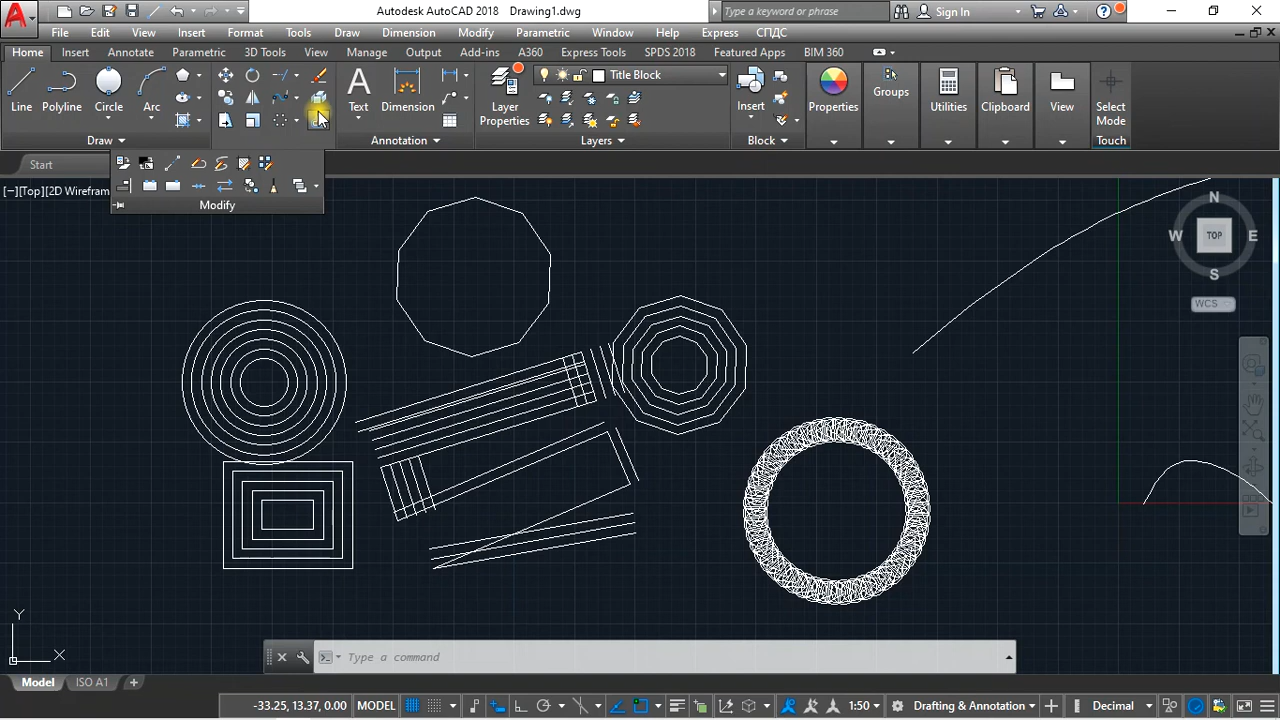 Autodesk AutoCAD 2018 Drawing1.dwg
Type a keyword or phrase
Sign In
File Edit View Insert Format Tools Draw Dimension Modify Parametric Window Help Express СПДС
Home Insert Annotate Parametric 3D Tools View Manage Output Add-ins A360 Express Tools SPDS 2018 Featured Apps BIM 360
Title Block
Line Polyline Circle Arc
A
Text Dimension
Layer
Properties
Insert
Properties
Groups
Utilities
Clipboard
View
Select
Mode
Draw
Annotation
Layers
Block
Touch
Start
[−][Top][2D Wirefram
Modify
N
W TOP E
S
WCS
Y
X
Type a command
Model ISO A1 +
-33.25, 13.37, 0.00 MODEL 1:50 Drafting & Annotation Decimal